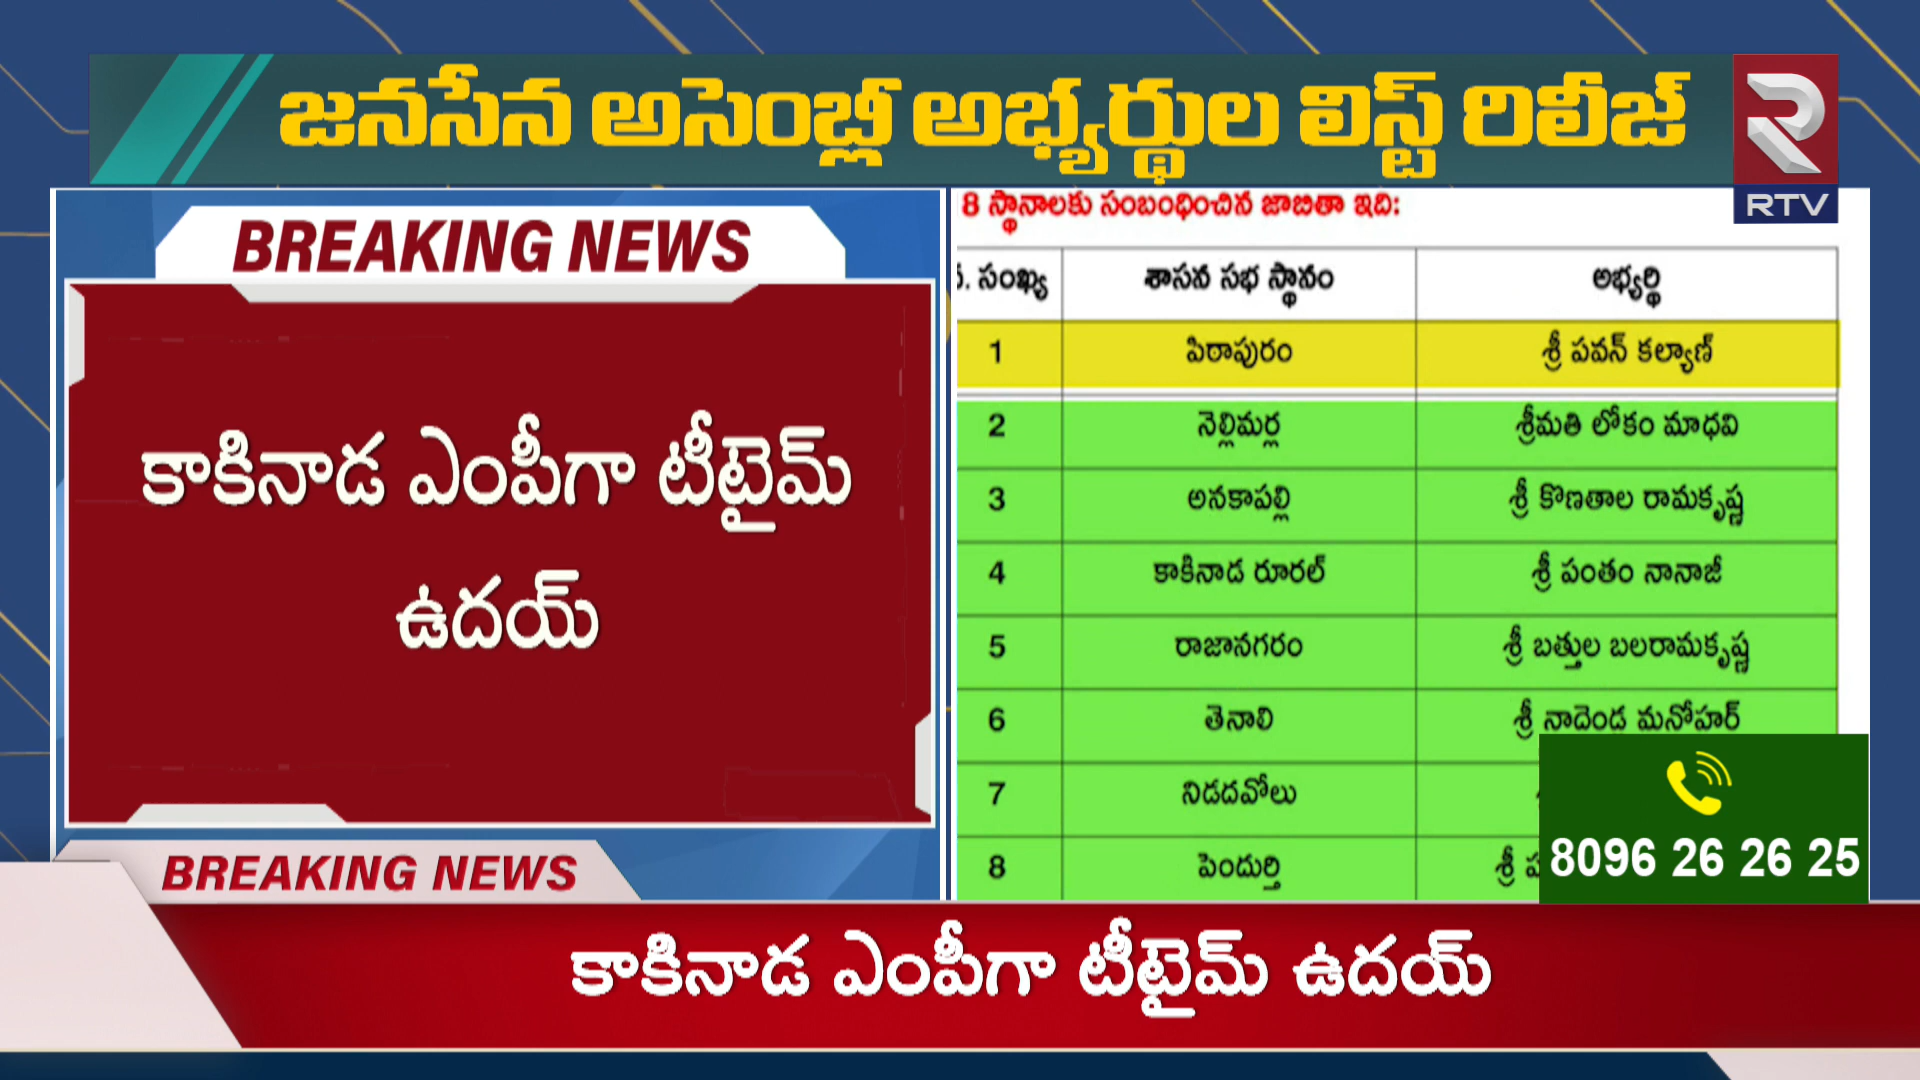 జనసేన అసెంబ్లీ అభ్యర్థుల లిస్ట్ రిలీజ్
RTV
BREAKING NEWS
కాకినాడ ఎంపీగా టీటైమ్
ఉదయ్
8 స్థానాలకు సంబంధించిన జాబితా ఇది:
సంఖ్య శాసన సభ స్థానం అభ్యర్థి
1 పిఠాపురం శ్రీ పవన్ కల్యాణ్
2 నెల్లిమర్ల శ్రీమతి లోకం మాధవి
3 అనకాపల్లి శ్రీ కొణతాల రామకృష్ణ
4 కాకినాడ రూరల్ శ్రీ పంతం నానాజీ
5 రాజానగరం శ్రీ బత్తుల బలరామకృష్ణ
6 తెనాలి శ్రీ నాదెండ మనోహర్
7 నిడదవోలు
8 పెందుర్తి శ్రీ
8096 26 26 25
BREAKING NEWS
కాకినాడ ఎంపీగా టీటైమ్ ఉదయ్